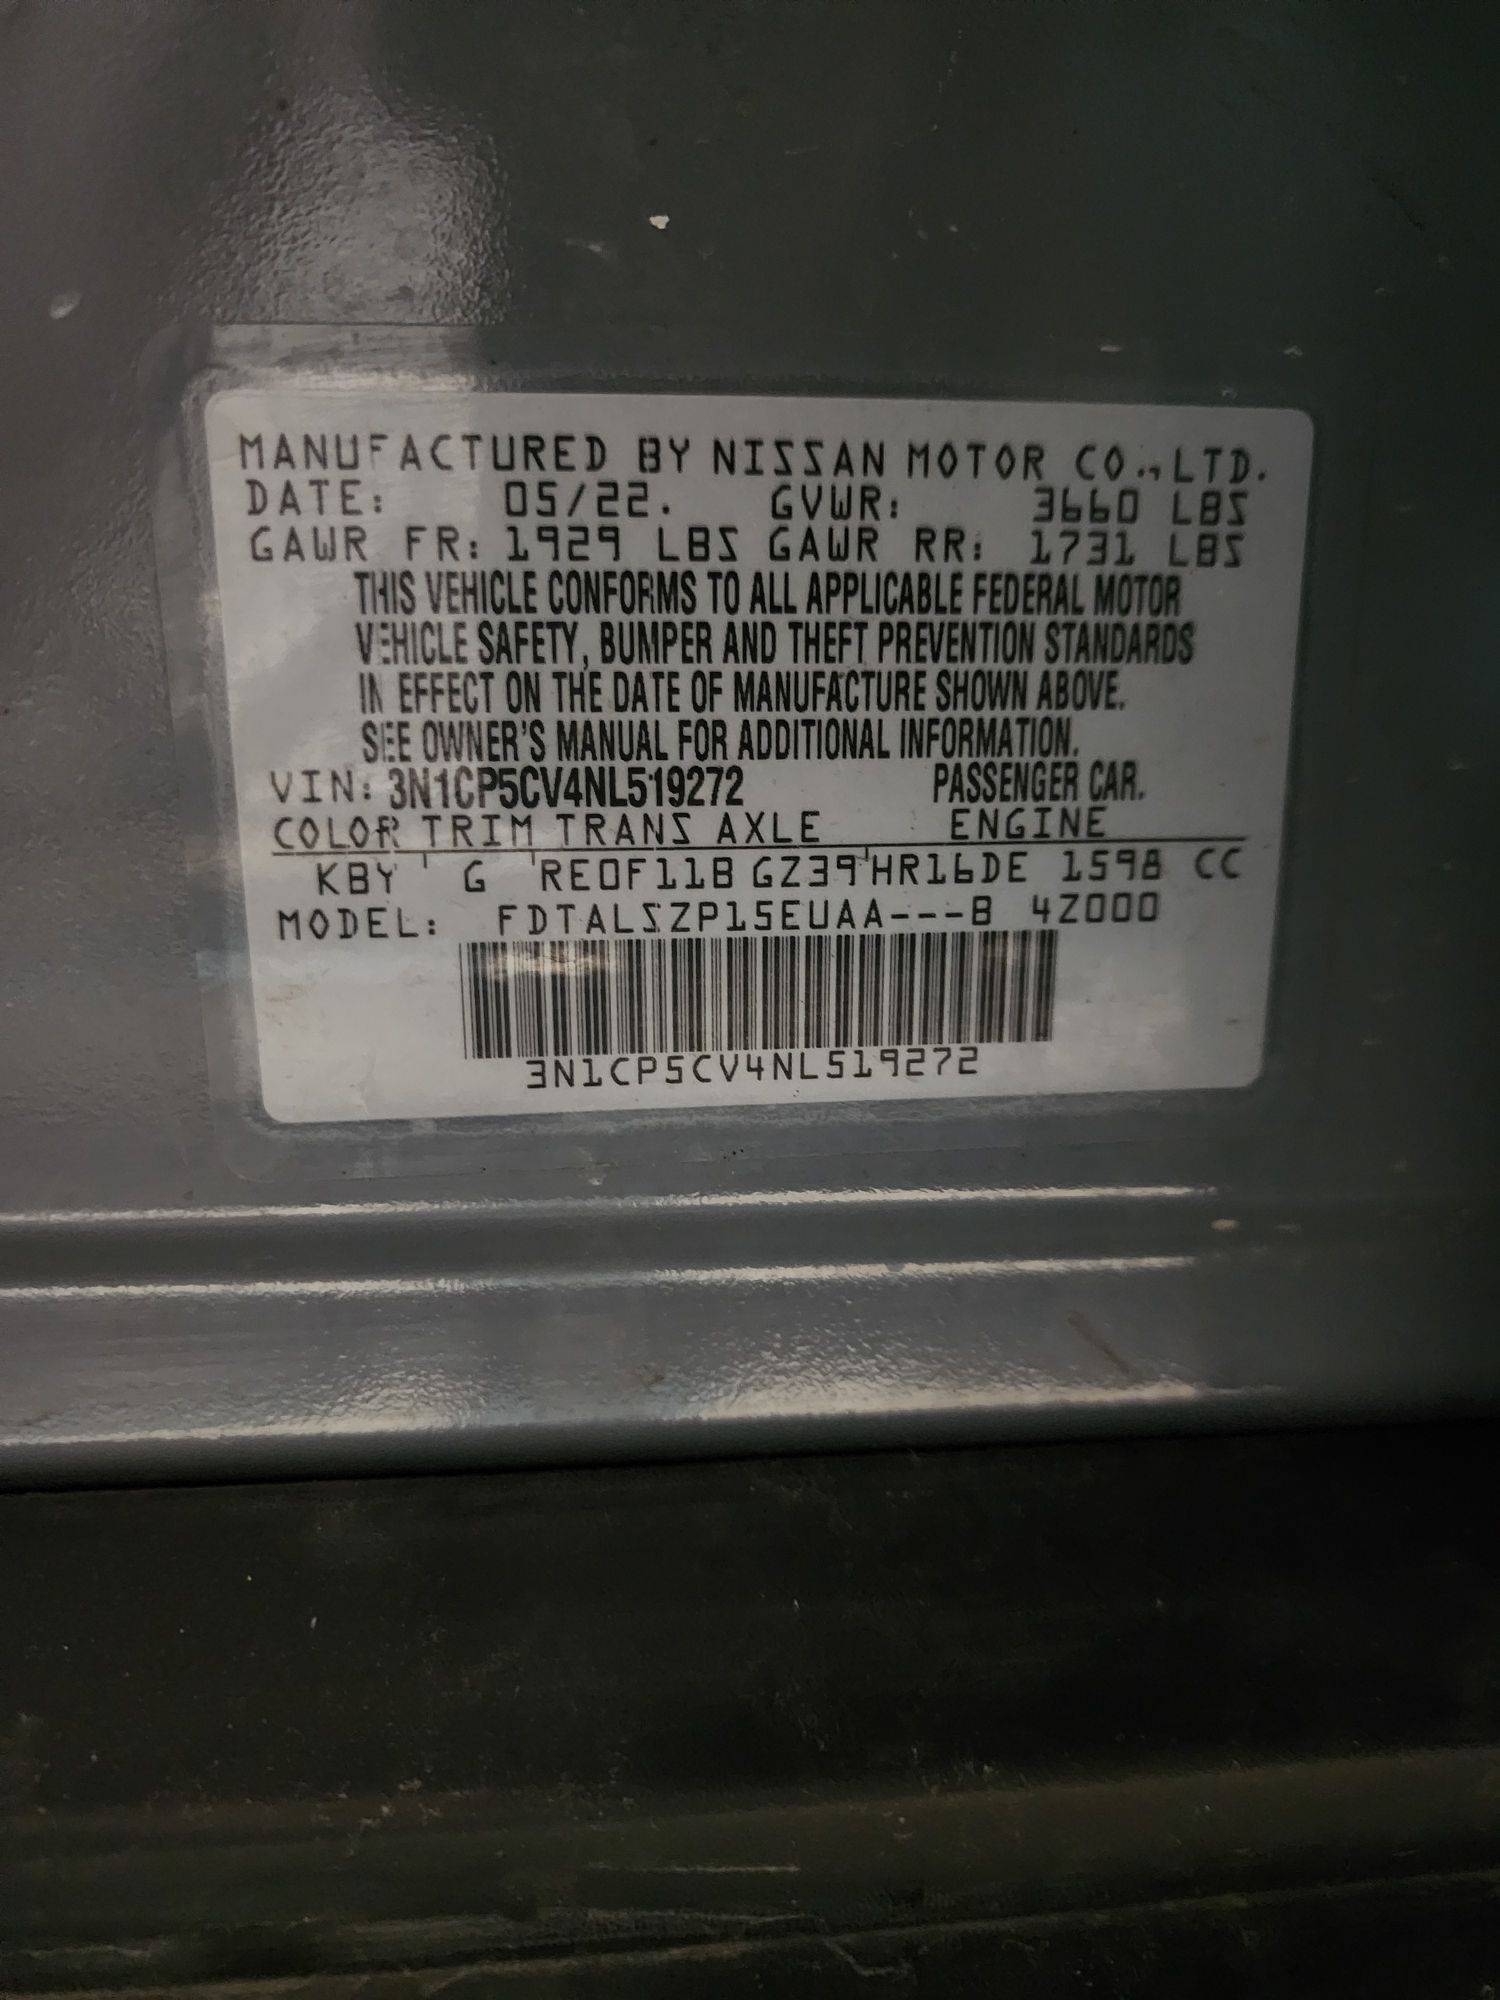 MANUFACTURED BY NISSAN MOTOR CO., LTD.
DATE: 05/22. GVWR: 3660 LBS
GAWR FR: 1929 LBS GAWR RR: 1731 LBS
THIS VEHICLE CONFORMS TO ALL APPLICABLE FEDERAL MOTOR
VEHICLE SAFETY, BUMPER AND THEFT PREVENTION STANDARDS
IN EFFECT ON THE DATE OF MANUFACTURE SHOWN ABOVE.
SEE OWNER'S MANUAL FOR ADDITIONAL INFORMATION.
VIN: 3N1CP5CV4NL519272 PASSENGER CAR.
COLOR TRIM TRANS AXLE ENGINE
KBY ' G ' RE0F11B GZ39 ' HR16DE 1598 CC
MODEL: FDTALSZP15EUAA---B 4Z000
3N1CP5CV4NL519272